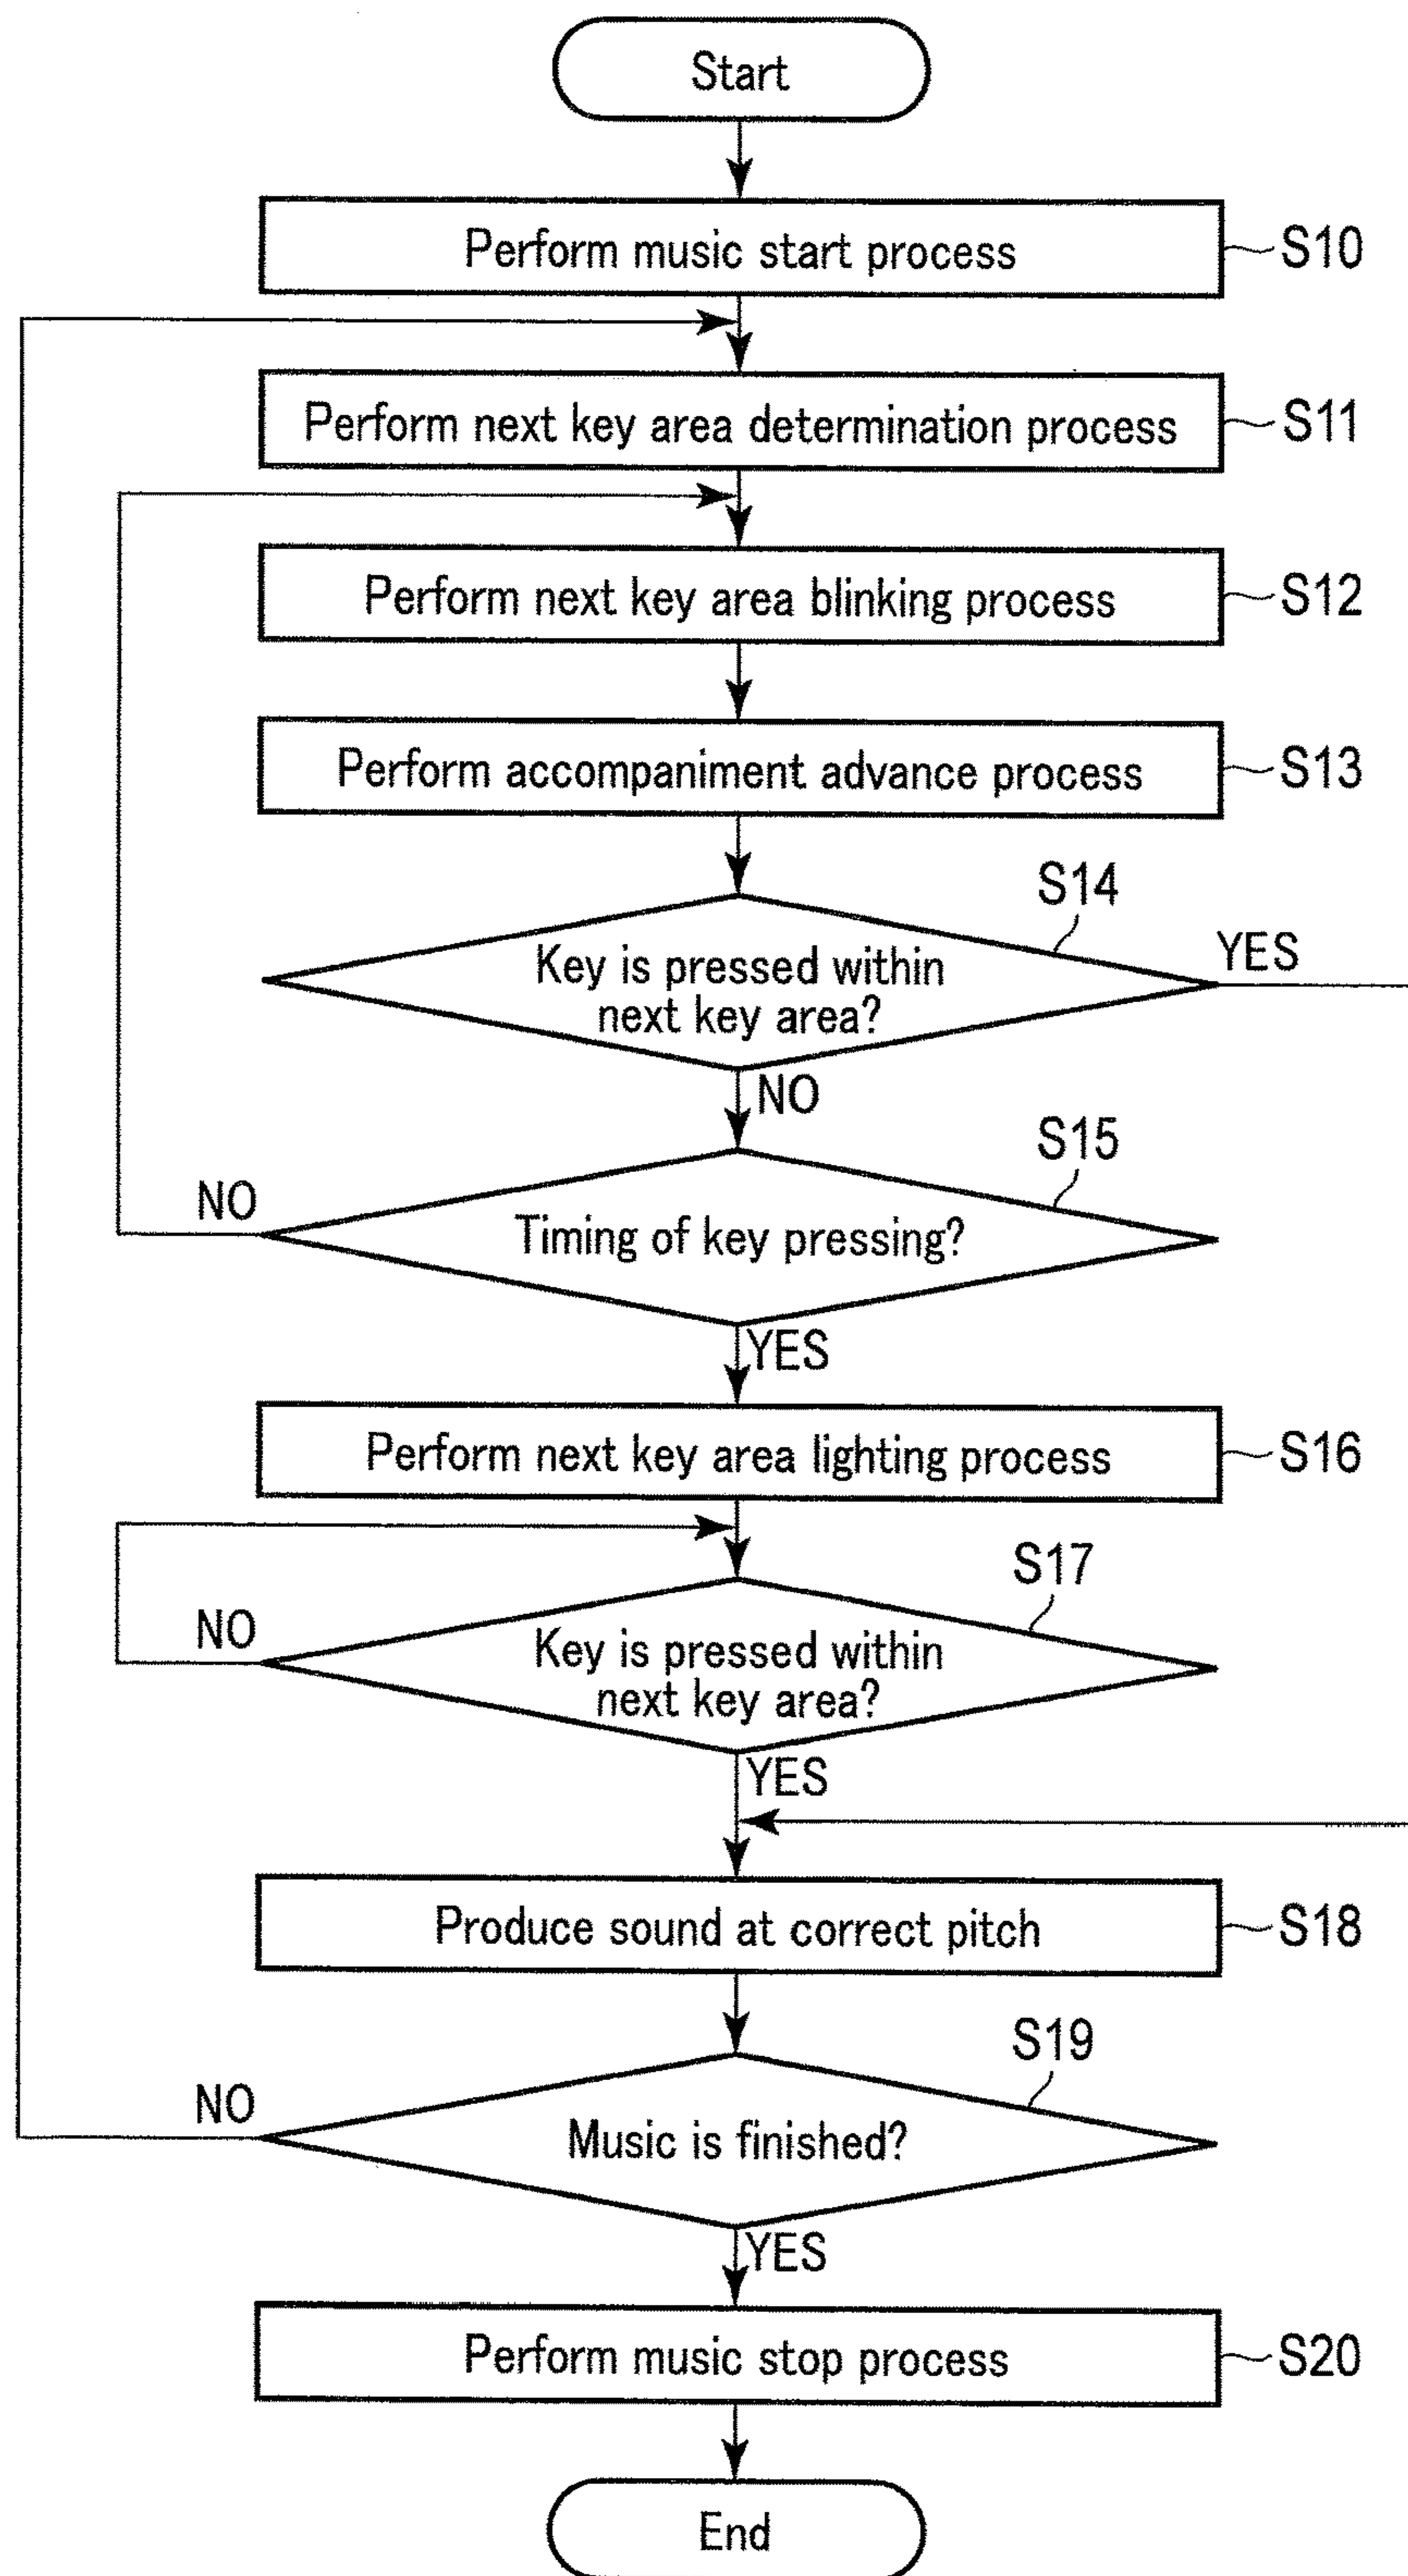 Start
Perform music start process
S10
Perform next key area determination process
S11
Perform next key area blinking process
S12
Perform accompaniment advance process
S13
S14
Key is pressed within
next key area?
YES
NO
S15
Timing of key pressing?
NO
YES
Perform next key area lighting process
S16
S17
Key is pressed within
next key area?
NO
YES
Produce sound at correct pitch
S18
S19
Music is finished?
NO
YES
Perform music stop process
S20
End